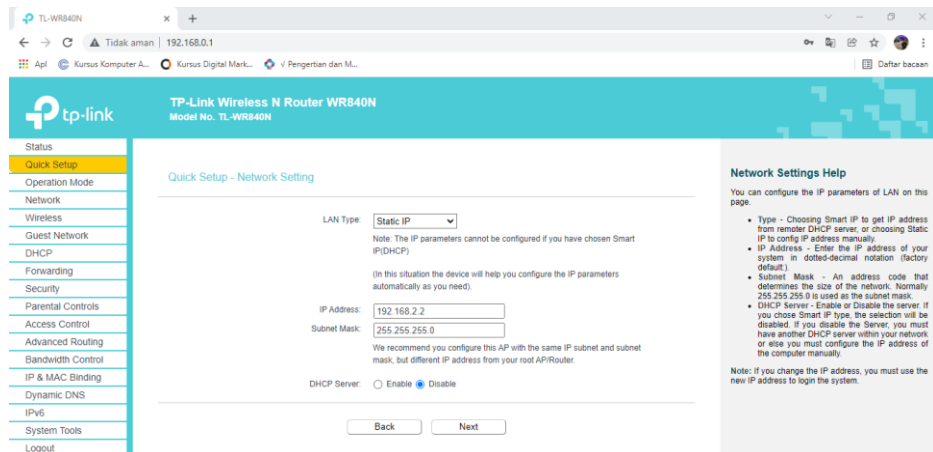 TL-WR840N
Tidak aman | 192.168.0.1
Apl Kursus Komputer A... Kursus Digital Mark... √ Pengertian dan M... Daftar bacaan
tp-link
TP-Link Wireless N Router WR840N
Model No. TL-WR840N
Status
Quick Setup
Operation Mode
Network
Wireless
Guest Network
DHCP
Forwarding
Security
Parental Controls
Access Control
Advanced Routing
Bandwidth Control
IP & MAC Binding
Dynamic DNS
IPv6
System Tools
Logout
Quick Setup - Network Setting
LAN Type: Static IP
Note: The IP parameters cannot be configured if you have chosen Smart
IP(DHCP)
(In this situation the device will help you configure the IP parameters
automatically as you need).
IP Address: 192.168.2.2
Subnet Mask: 255.255.255.0
We recommend you configure this AP with the same IP subnet and subnet
mask, but different IP address from your root AP/Router.
DHCP Server: Enable Disable
Back Next
Network Settings Help
You can configure the IP parameters of LAN on this
page.
• Type - Choosing Smart IP to get IP address
from remoter DHCP server, or choosing Static
IP to config IP address manually.
• IP Address - Enter the IP address of your
system in dotted-decimal notation (factory
default:).
• Subnet Mask - An address code that
determines the size of the network. Normally
255.255.255.0 is used as the subnet mask.
• DHCP Server - Enable or Disable the server. If
you chose Smart IP type, the selection will be
disabled. If you disable the Server, you must
have another DHCP server within your network
or else you must configure the IP address of
the computer manually.
Note: If you change the IP address, you must use the
new IP address to login the system.